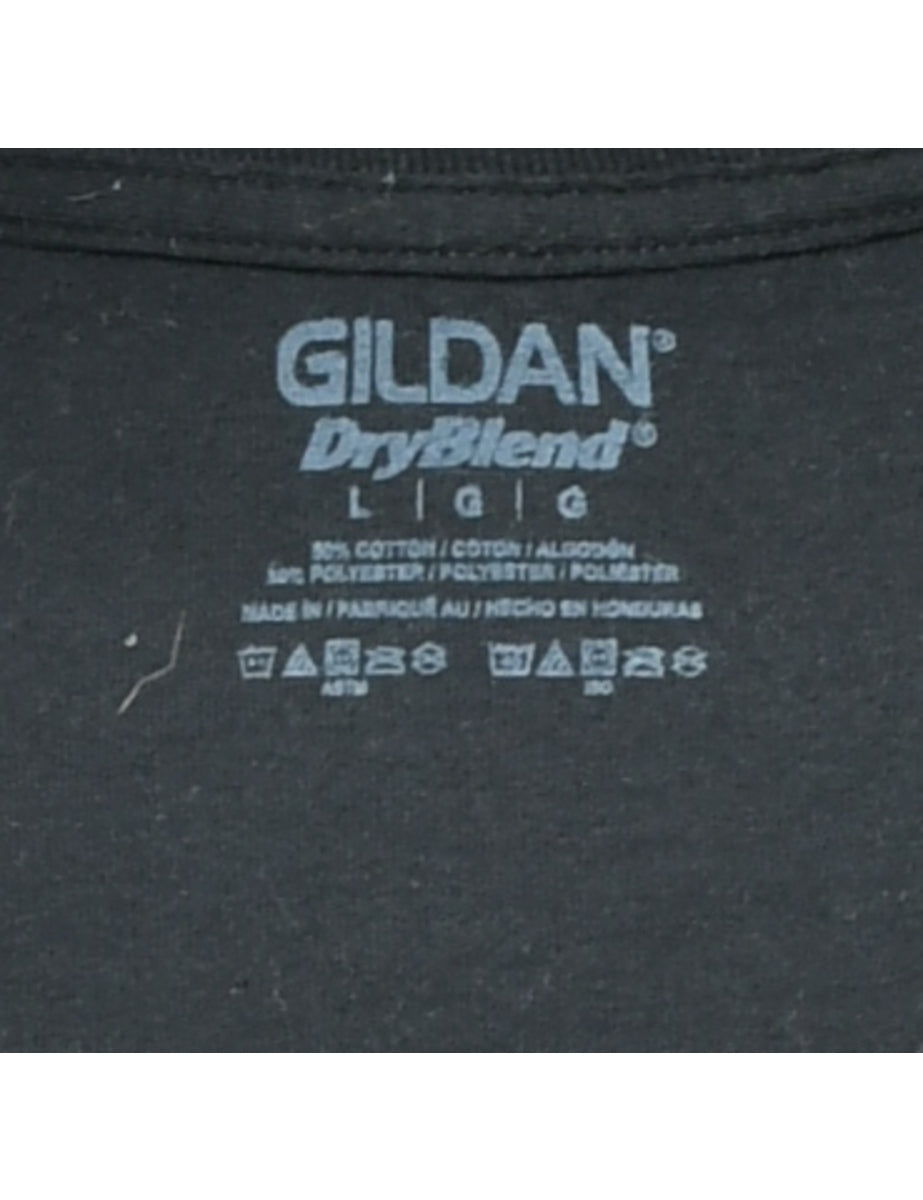 GILDAN®
DryBlend®
L | G | G
50% COTTON / COTON / ALGODÓN
50% POLYESTER / POLYESTER / POLIÉSTER
MADE IN / FABRIQUÉ AU / HECHO EN HONDURAS
ASTM ISO